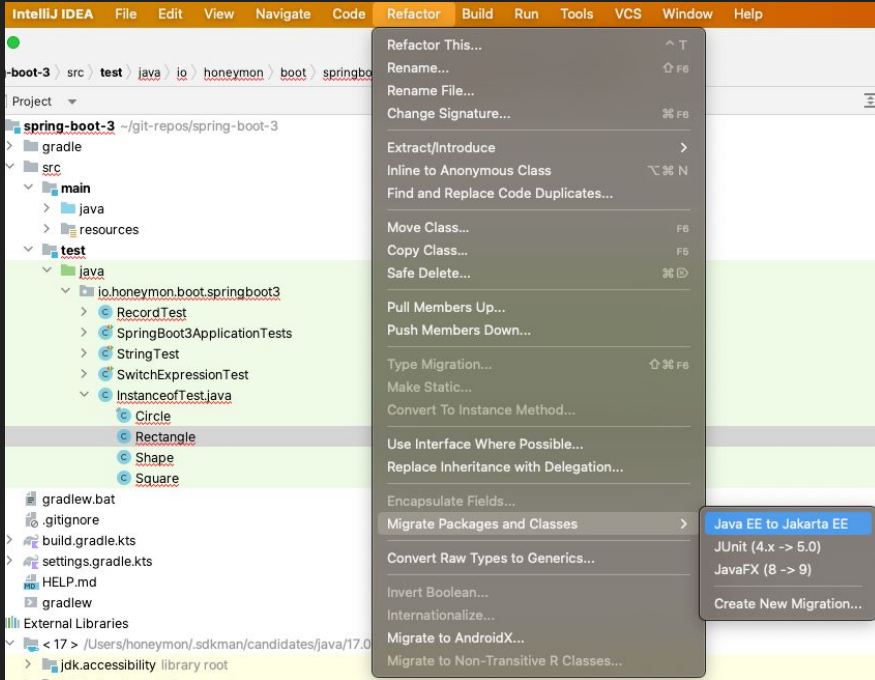 IntelliJ IDEA File Edit View Navigate Code Refactor Build Run Tools VCS Window Help
-boot-3 src test java io honeymon boot
Project
spring-boot-3 ~/git-repos/spring-boot-3
gradle
src
main
java
resources
test
java
io.honeymon.boot.springboot3
RecordTest
SpringBoot3ApplicationTests
StringTest
SwitchExpressionTest
InstanceofTest.java
Circle
Rectangle
Shape
Square
gradlew.bat
.gitignore
build.gradle.kts
settings.gradle.kts
HELP.md
gradlew
External Libraries
< 17 > /Users/honeymon/.sdkman/candidates/java/17.0
jdk.accessibility library root
Refactor This... ^ T
Rename... ⇧ F6
Rename File...
Change Signature... ⌘ F6
Extract/Introduce
Inline to Anonymous Class ⌥⌘ N
Find and Replace Code Duplicates...
Move Class... F6
Copy Class... F5
Safe Delete... ⌘⌦
Pull Members Up...
Push Members Down...
Type Migration... ⇧⌘ F6
Make Static...
Convert To Instance Method...
Use Interface Where Possible...
Replace Inheritance with Delegation...
Encapsulate Fields...
Migrate Packages and Classes
Convert Raw Types to Generics...
Invert Boolean...
Internationalize...
Migrate to AndroidX...
Migrate to Non-Transitive R Classes...
Java EE to Jakarta EE
JUnit (4.x -> 5.0)
JavaFX (8 -> 9)
Create New Migration...